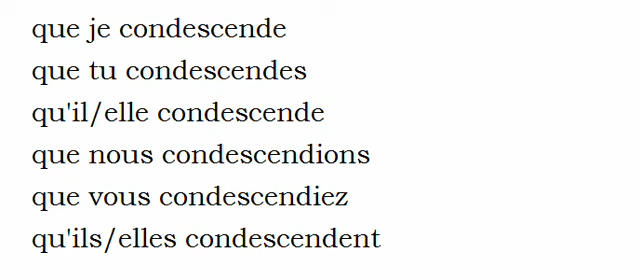 que je condescende
que tu condescendes
qu'il/elle condescende
que nous condescendions
que vous condescendiez
qu'ils/elles condescendent